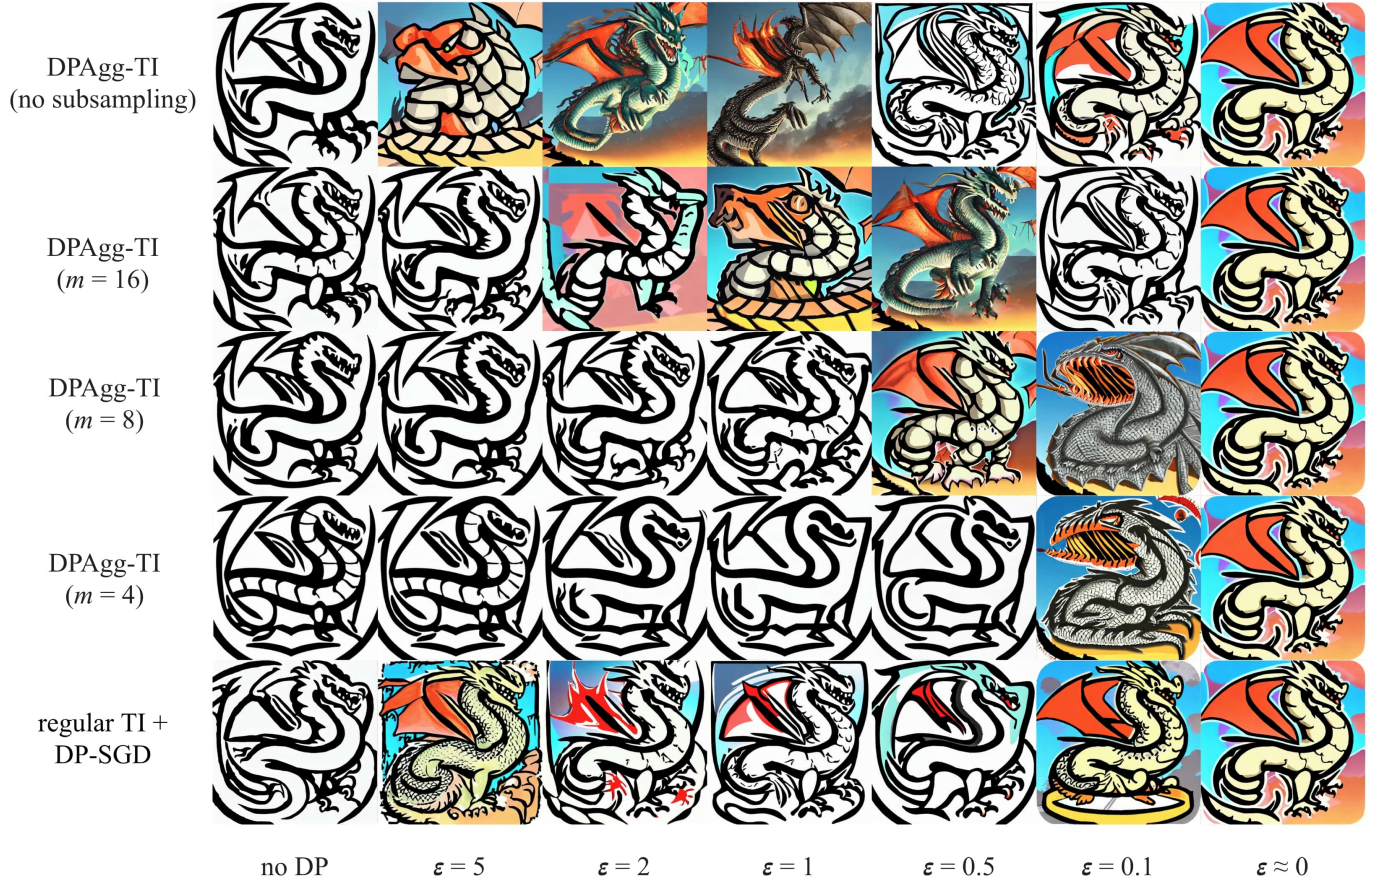 DPAgg-TI
(no subsampling)
DPAgg-TI
(m = 16)
DPAgg-TI
(m = 8)
DPAgg-TI
(m = 4)
regular TI +
DP-SGD
no DP ε = 5 ε = 2 ε = 1 ε = 0.5 ε = 0.1 ε ≈ 0